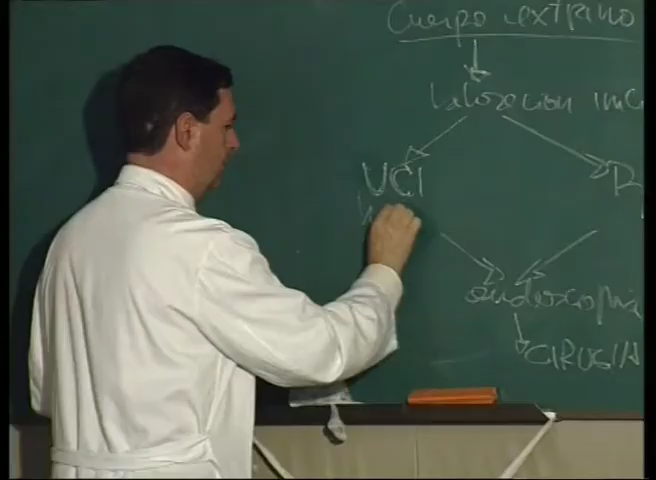 Cuerpo extraño
Valoración inic
UCI
R
endoscopia
CIRUGIA